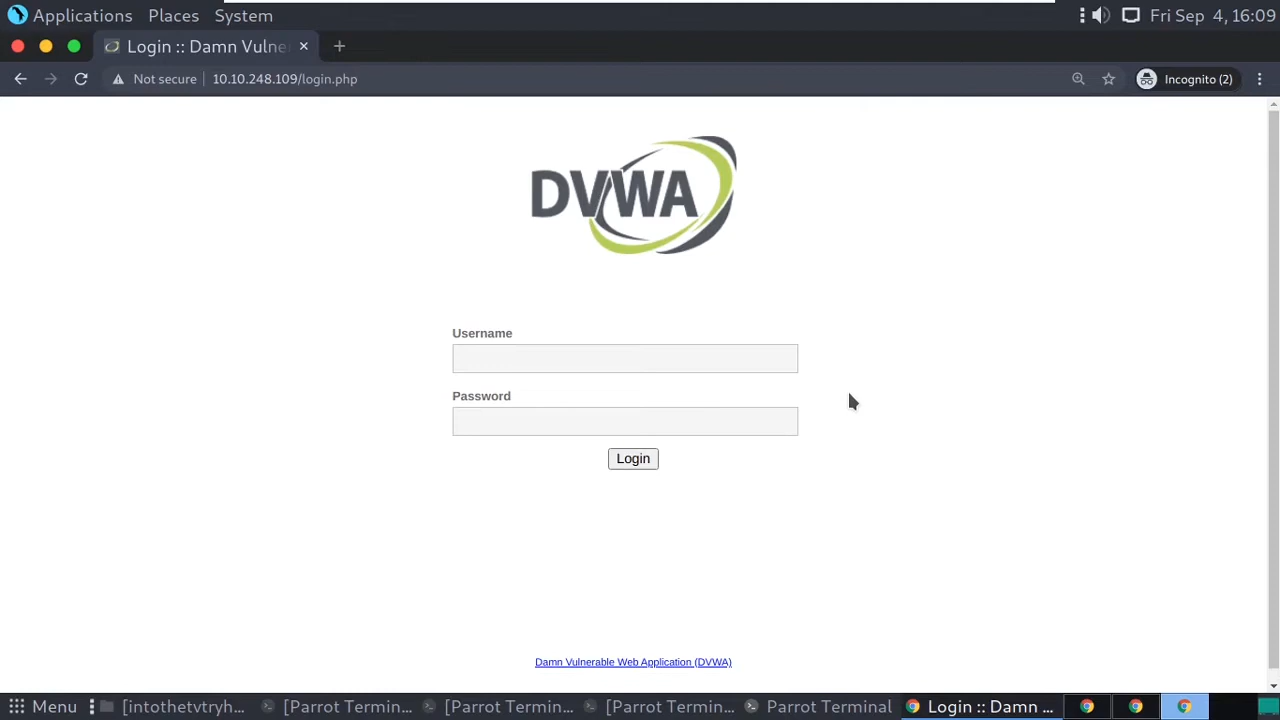 Applications Places System Fri Sep 4, 16:09
Login :: Damn Vulne
Not secure 10.10.248.109/login.php Incognito (2)
DVWA
Username
Password
Login
Damn Vulnerable Web Application (DVWA)
Menu [intothetvtryh... [Parrot Termin... [Parrot Termin... [Parrot Termin... Parrot Terminal Login :: Damn ...